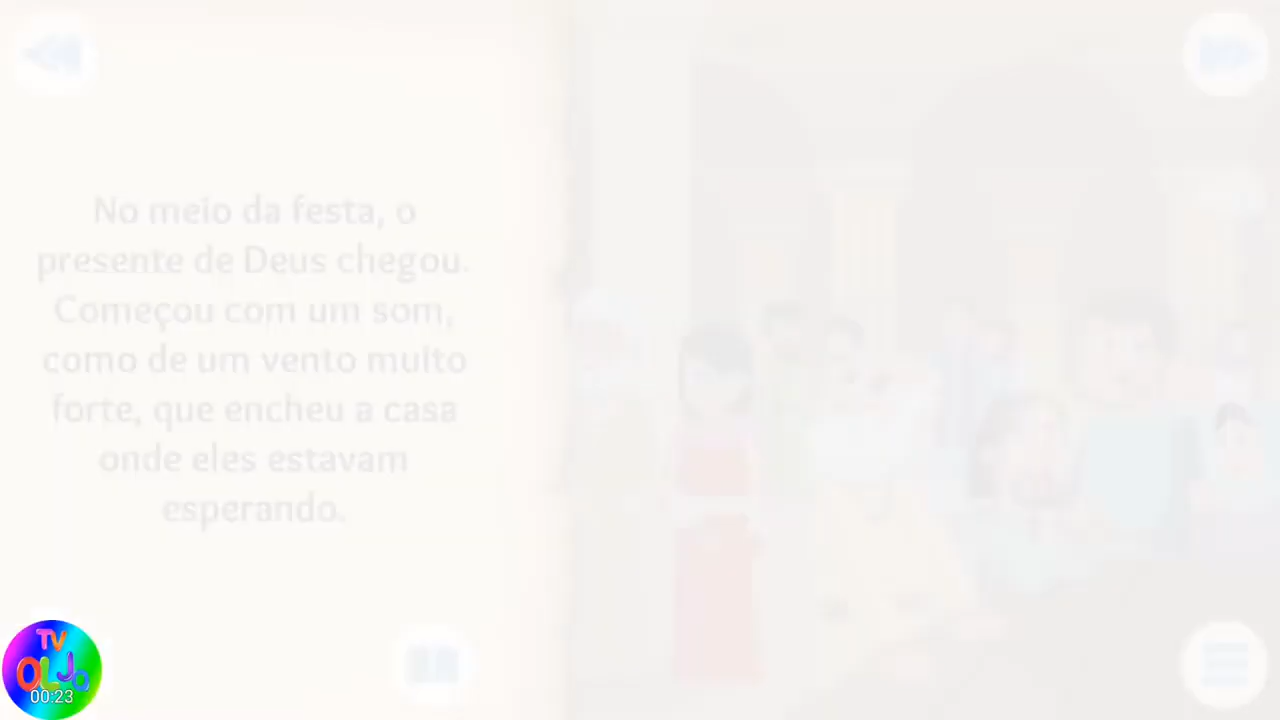 No meio da festa, o
presente de Deus chegou.
Começou com um som,
como de um vento muito
forte, que encheu a casa
onde eles estavam
esperando.
TV
OLJo
00:23